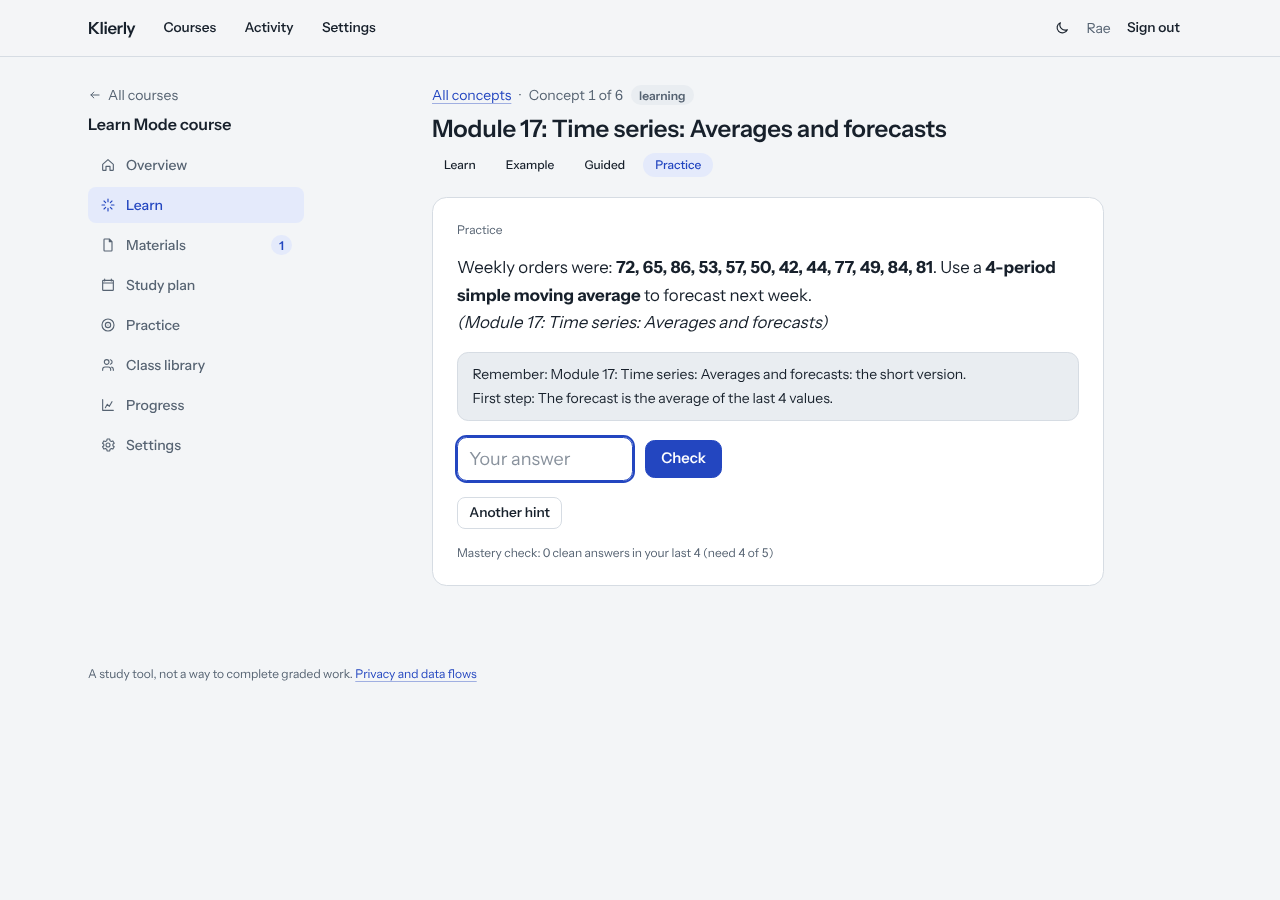 Klierly Courses Activity Settings Rae Sign out
All courses
Learn Mode course
Overview
Learn
Materials 1
Study plan
Practice
Class library
Progress
Settings
All concepts · Concept 1 of 6 learning
Module 17: Time series: Averages and forecasts
Learn Example Guided Practice
Practice
Weekly orders were: 72, 65, 86, 53, 57, 50, 42, 44, 77, 49, 84, 81. Use a 4-period
simple moving average to forecast next week.
(Module 17: Time series: Averages and forecasts)
Remember: Module 17: Time series: Averages and forecasts: the short version.
First step: The forecast is the average of the last 4 values.
Your answer Check
Another hint
Mastery check: 0 clean answers in your last 4 (need 4 of 5)
A study tool, not a way to complete graded work. Privacy and data flows